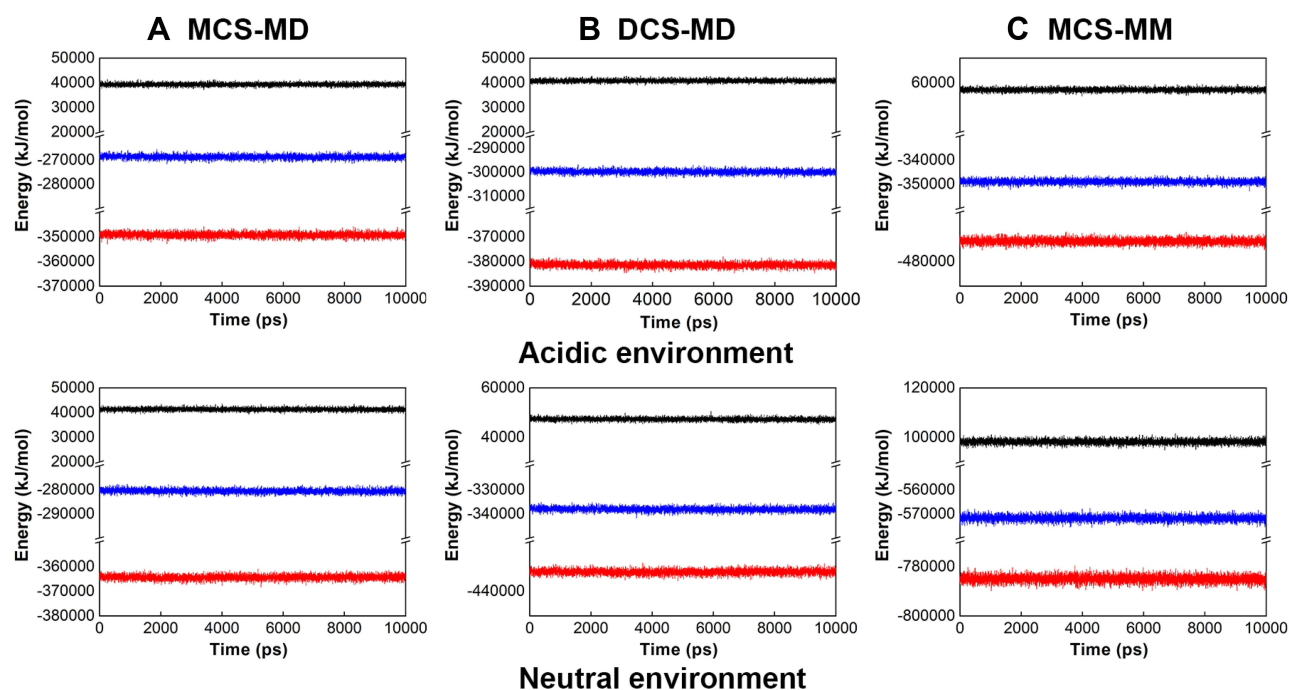 A MCS-MD
B DCS-MD
C MCS-MM
Energy (kJ/mol)
50000
40000
30000
20000
-270000
-280000
-350000
-360000
-370000
0 2000 4000 6000 8000 10000
Time (ps)
Energy (kJ/mol)
50000
40000
30000
20000
-290000
-300000
-310000
-370000
-380000
-390000
0 2000 4000 6000 8000 10000
Time (ps)
Energy (kJ/mol)
60000
-340000
-350000
-480000
0 2000 4000 6000 8000 10000
Time (ps)
Acidic environment
Energy (kJ/mol)
50000
40000
30000
20000
-280000
-290000
-360000
-370000
-380000
0 2000 4000 6000 8000 10000
Time (ps)
Energy (kJ/mol)
60000
40000
-330000
-340000
-440000
0 2000 4000 6000 8000 10000
Time (ps)
Energy (kJ/mol)
120000
100000
-560000
-570000
-780000
-800000
0 2000 4000 6000 8000 10000
Time (ps)
Neutral environment